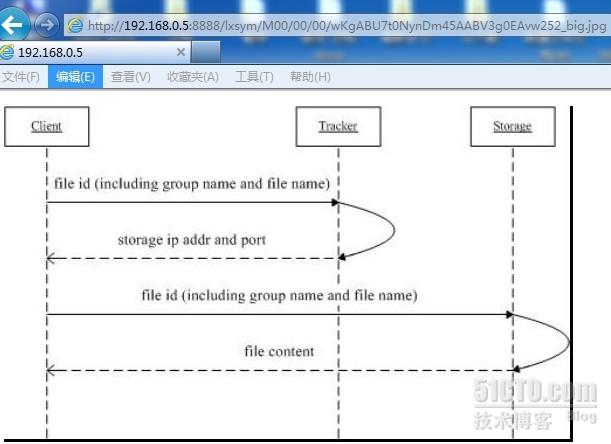 http://192.168.0.5:8888/lxsym/M00/00/00/wKgABU7t0NynDm45AABV3g0EAvw252_big.jpg
192.168.0.5
文件(F) 编辑(E) 查看(V) 收藏夹(A) 工具(T) 帮助(H)
Client Tracker Storage
file id (including group name and file name)
storage ip addr and port
file id (including group name and file name)
file content
51CTO.com
技术博客 Blog